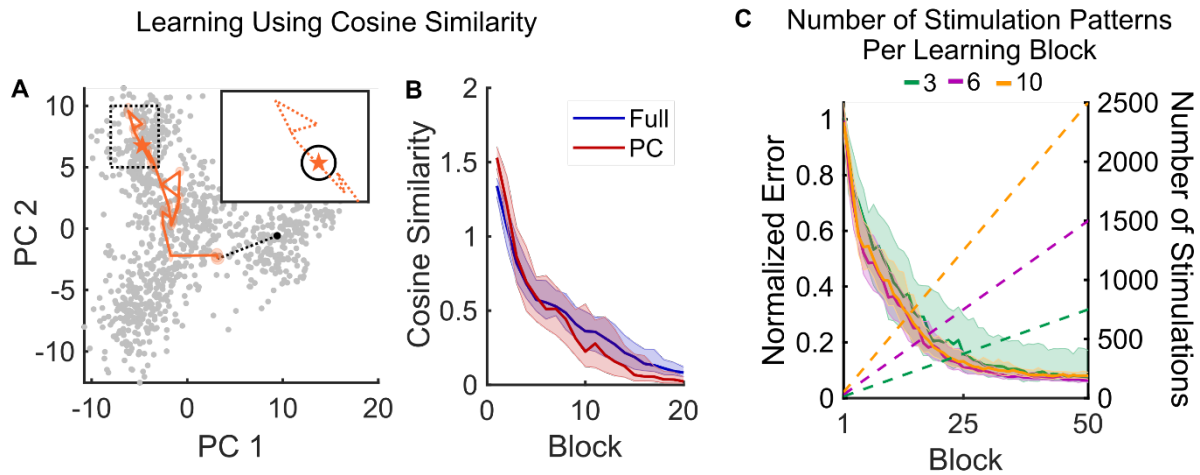 Learning Using Cosine Similarity
A
PC 2
10
5
0
-5
-10
-10
0
10
20
PC 1
B
Cosine Similarity
2
1.5
1
0.5
0
0
10
20
Block
Full
PC
C
Number of Stimulation Patterns
Per Learning Block
3 6 10
Normalized Error
1
0.8
0.6
0.4
0.2
0
1
25
50
Block
2500
2000
1500
1000
500
0
Number of Stimulations